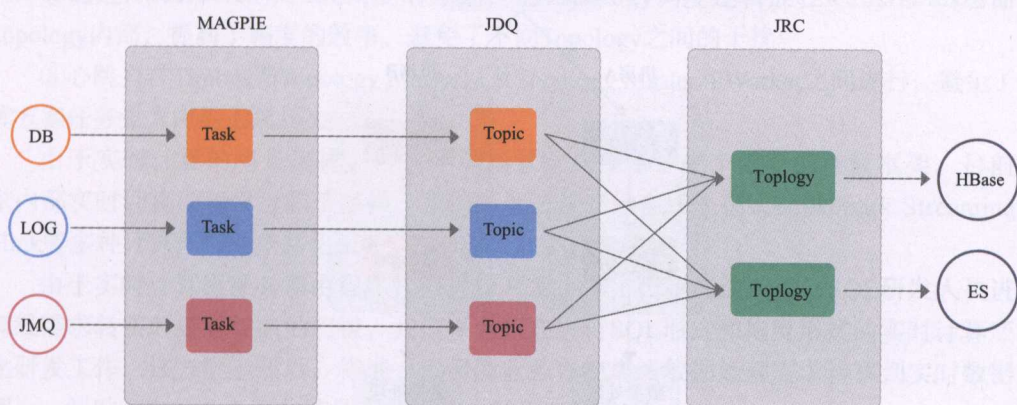 MAGPIE JDQ JRC
DB Task Topic
Toplogy HBase
LOG Task Topic
Toplogy ES
JMQ Task Topic